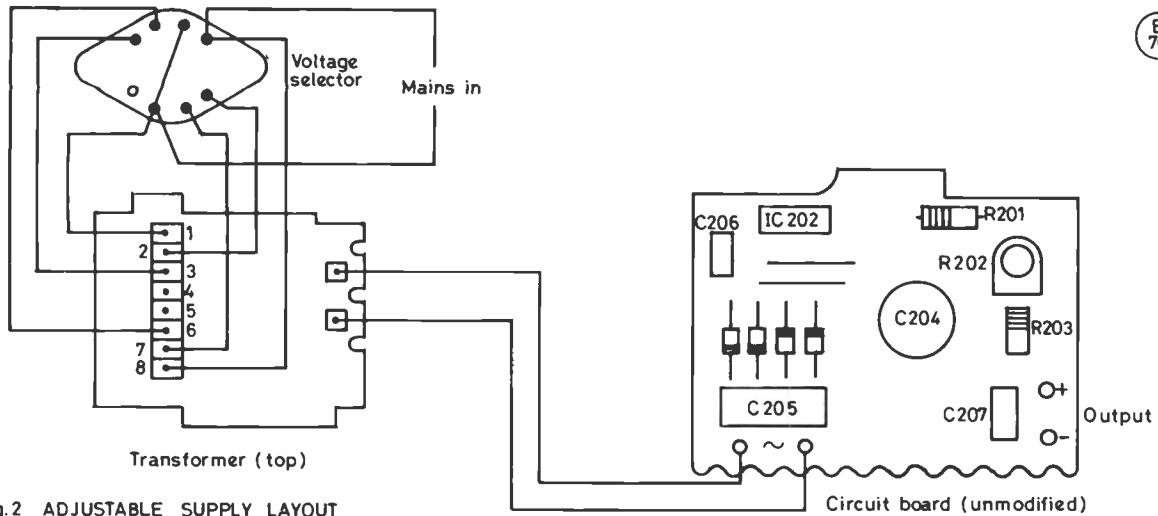 Voltage
selector
Mains in
1
2
3
4
5
6
7
8
Transformer (top)
C206
IC 202
R201
R202
C204
R203
C205
C207
+
-
Output
~
Circuit board (unmodified)
.2 ADJUSTABLE SUPPLY LAYOUT